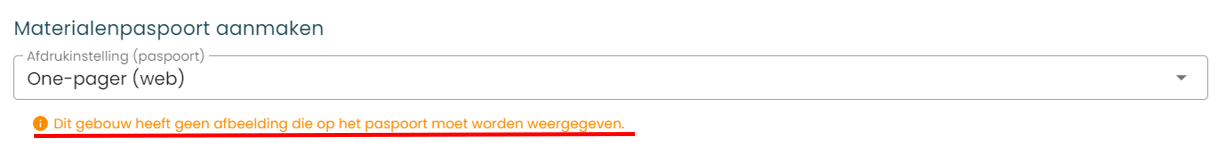 Materialenpaspoort aanmaken
Afdrukinstelling (paspoort)
One-pager (web)
Dit gebouw heeft geen afbeelding die op het paspoort moet worden weergegeven.